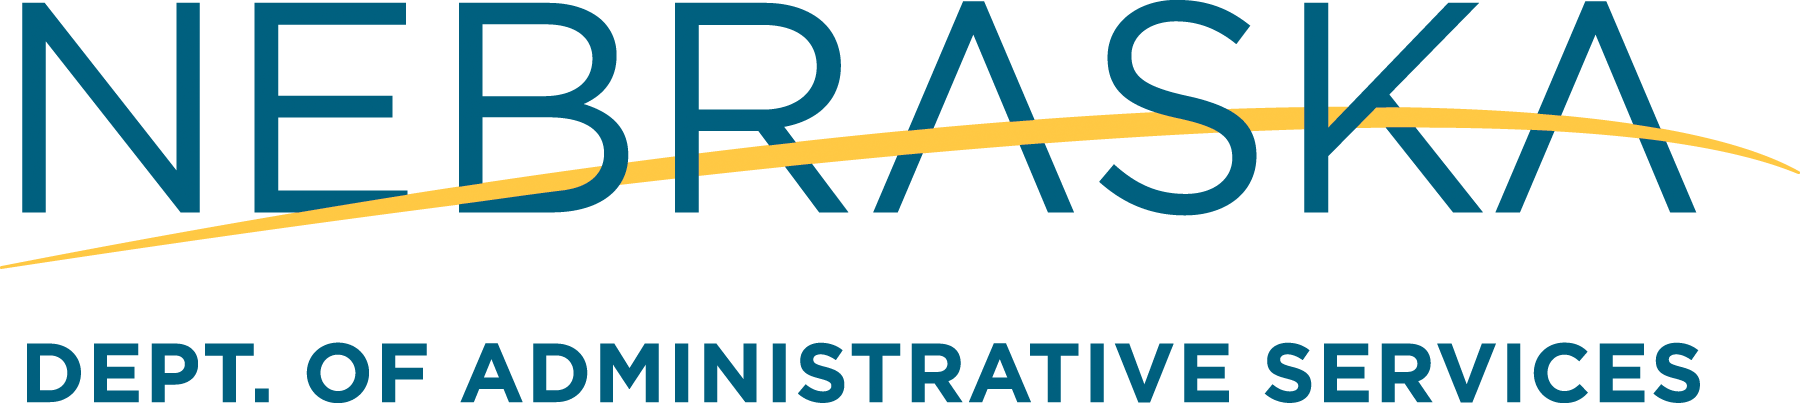 NEBRASKA
DEPT. OF ADMINISTRATIVE SERVICES